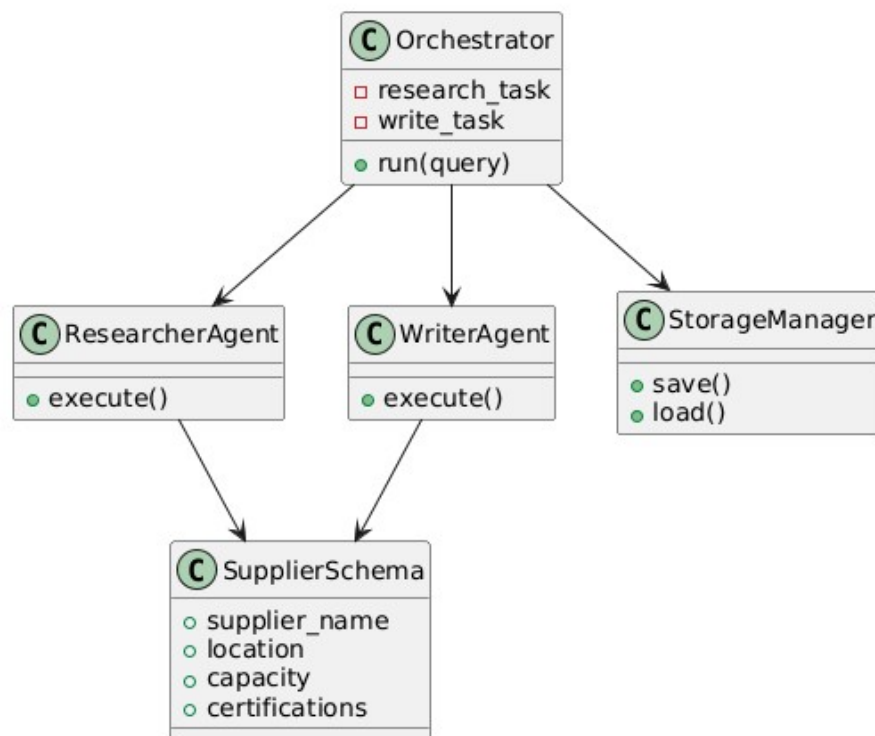 C Orchestrator
research_task
write_task
run(query)
C ResearcherAgent
execute()
C WriterAgent
execute()
C StorageManager
save()
load()
C SupplierSchema
supplier_name
location
capacity
certifications